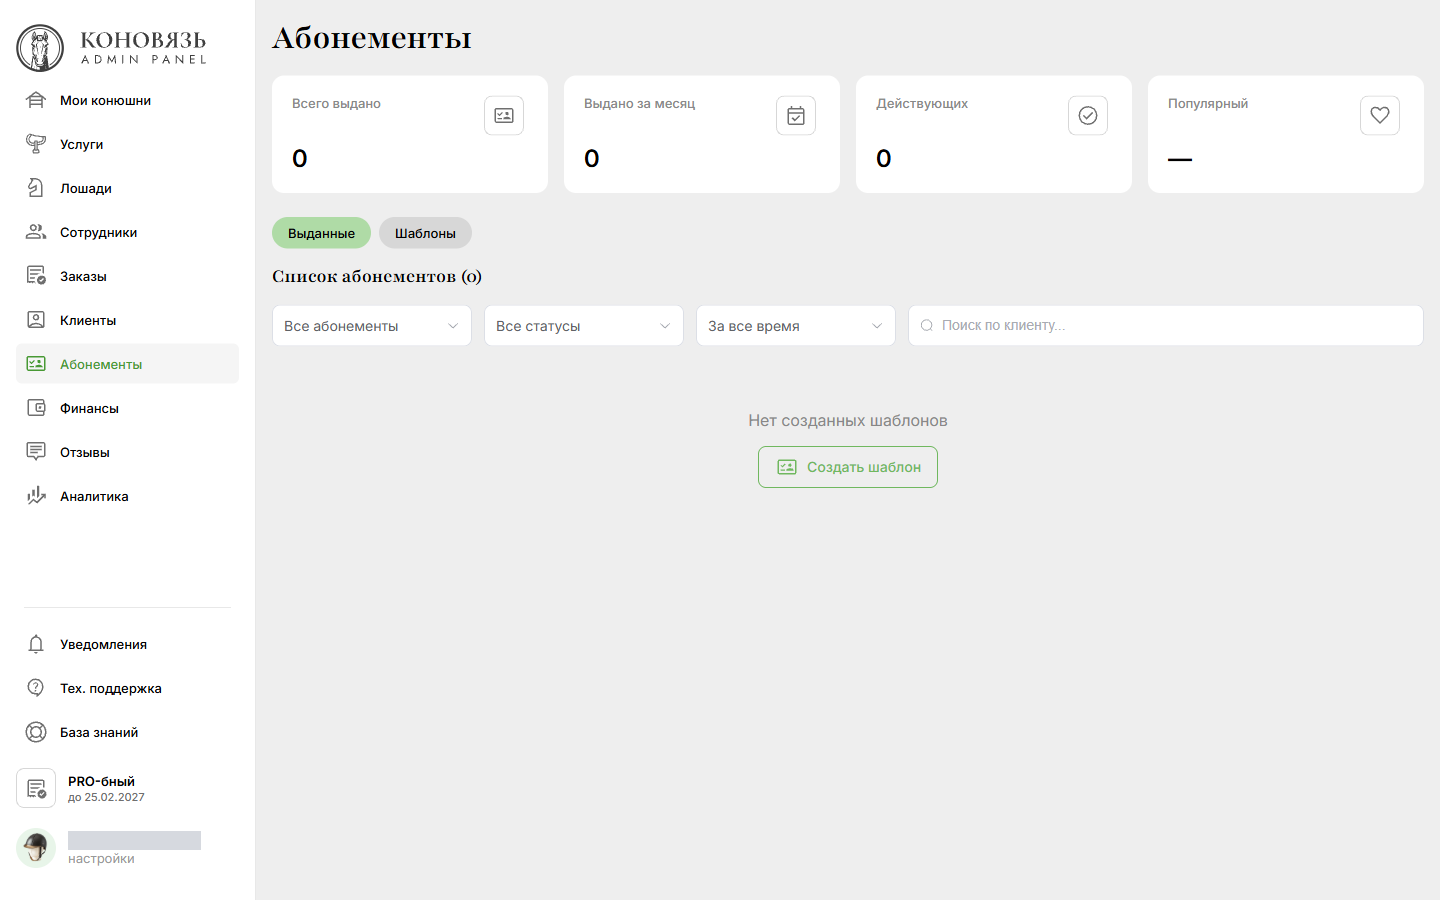 КОНОВЯЗЬ
ADMIN PANEL
Мои конюшни
Услуги
Лошади
Сотрудники
Заказы
Клиенты
Абонементы
Финансы
Отзывы
Аналитика
Уведомления
Тех. поддержка
База знаний
PRO-бный
до 25.02.2027
настройки
Абонементы
Всего выдано
0
Выдано за месяц
0
Действующих
0
Популярный
—
Выданные
Шаблоны
Список абонементов (0)
Все абонементы
Все статусы
За все время
Поиск по клиенту...
Нет созданных шаблонов
Создать шаблон